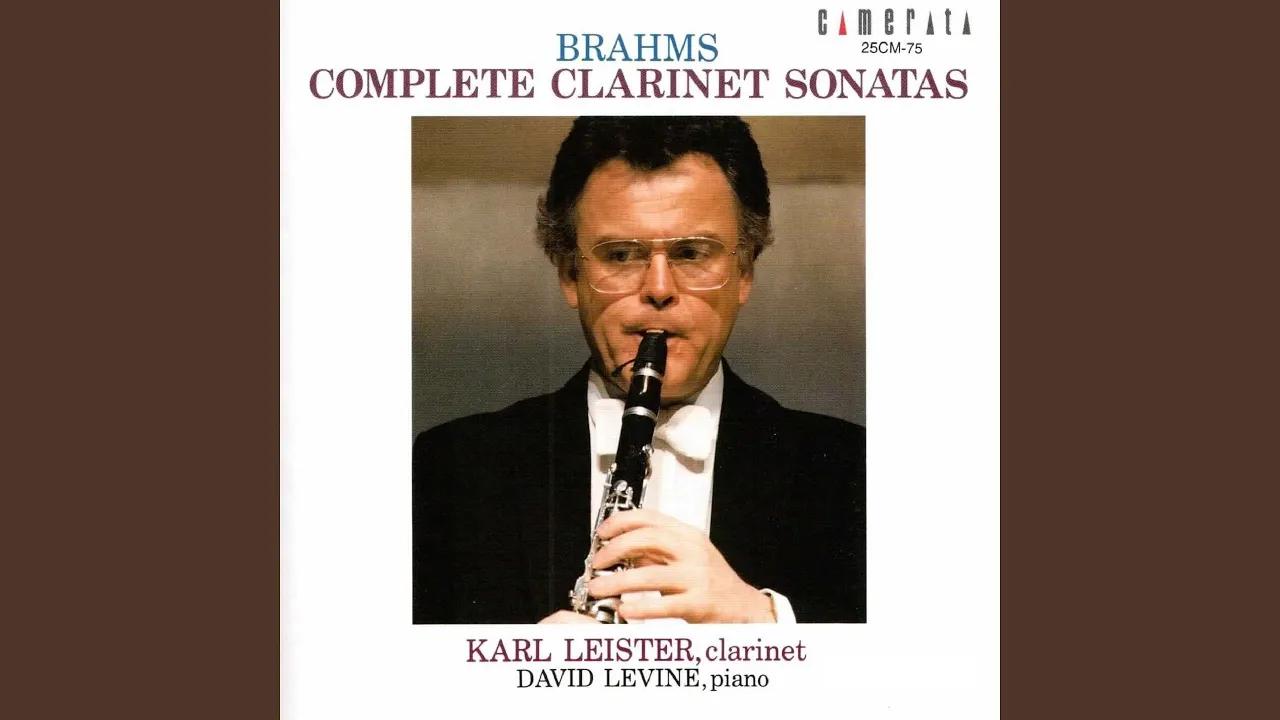 camerata
25CM-75
BRAHMS
COMPLETE CLARINET SONATAS
KARL LEISTER, clarinet
DAVID LEVINE, piano